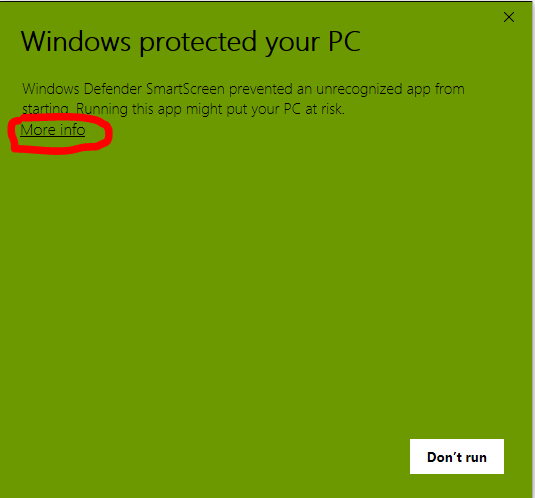 Windows protected your PC
Windows Defender SmartScreen prevented an unrecognized app from
starting. Running this app might put your PC at risk.
More info
Don't run